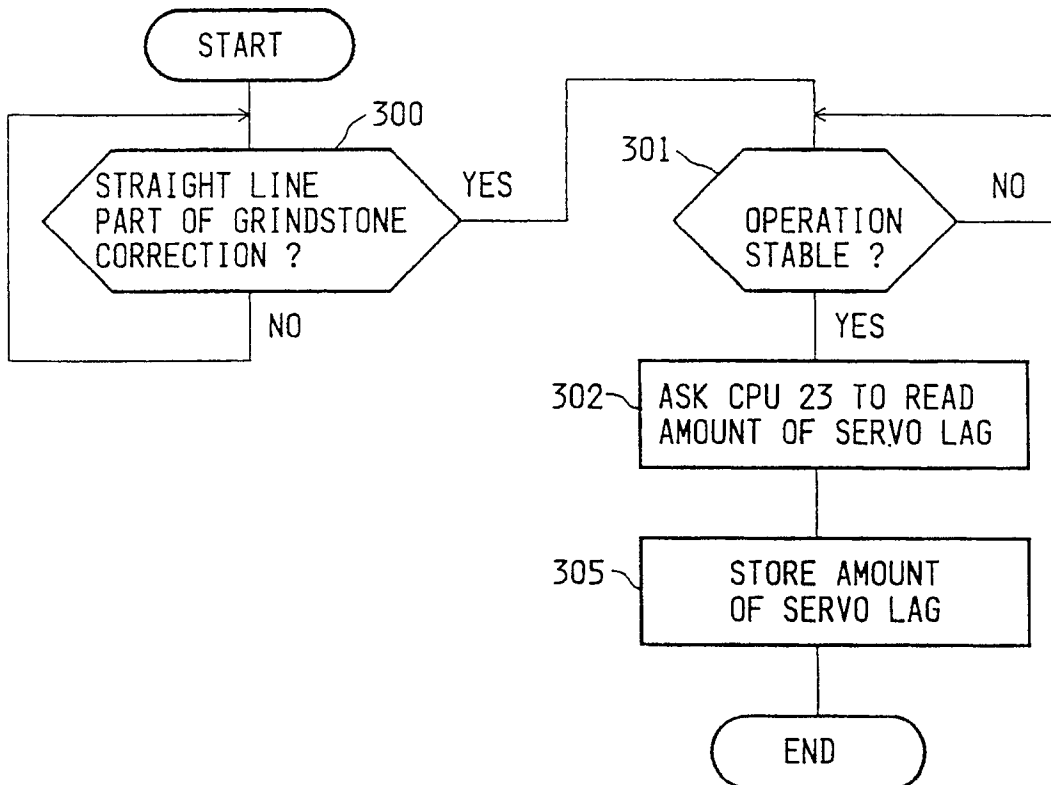 START
300
STRAIGHT LINE
PART OF GRINDSTONE
CORRECTION ?
YES
NO
301
OPERATION
STABLE ?
NO
YES
302
ASK CPU 23 TO READ
AMOUNT OF SERVO LAG
305
STORE AMOUNT
OF SERVO LAG
END